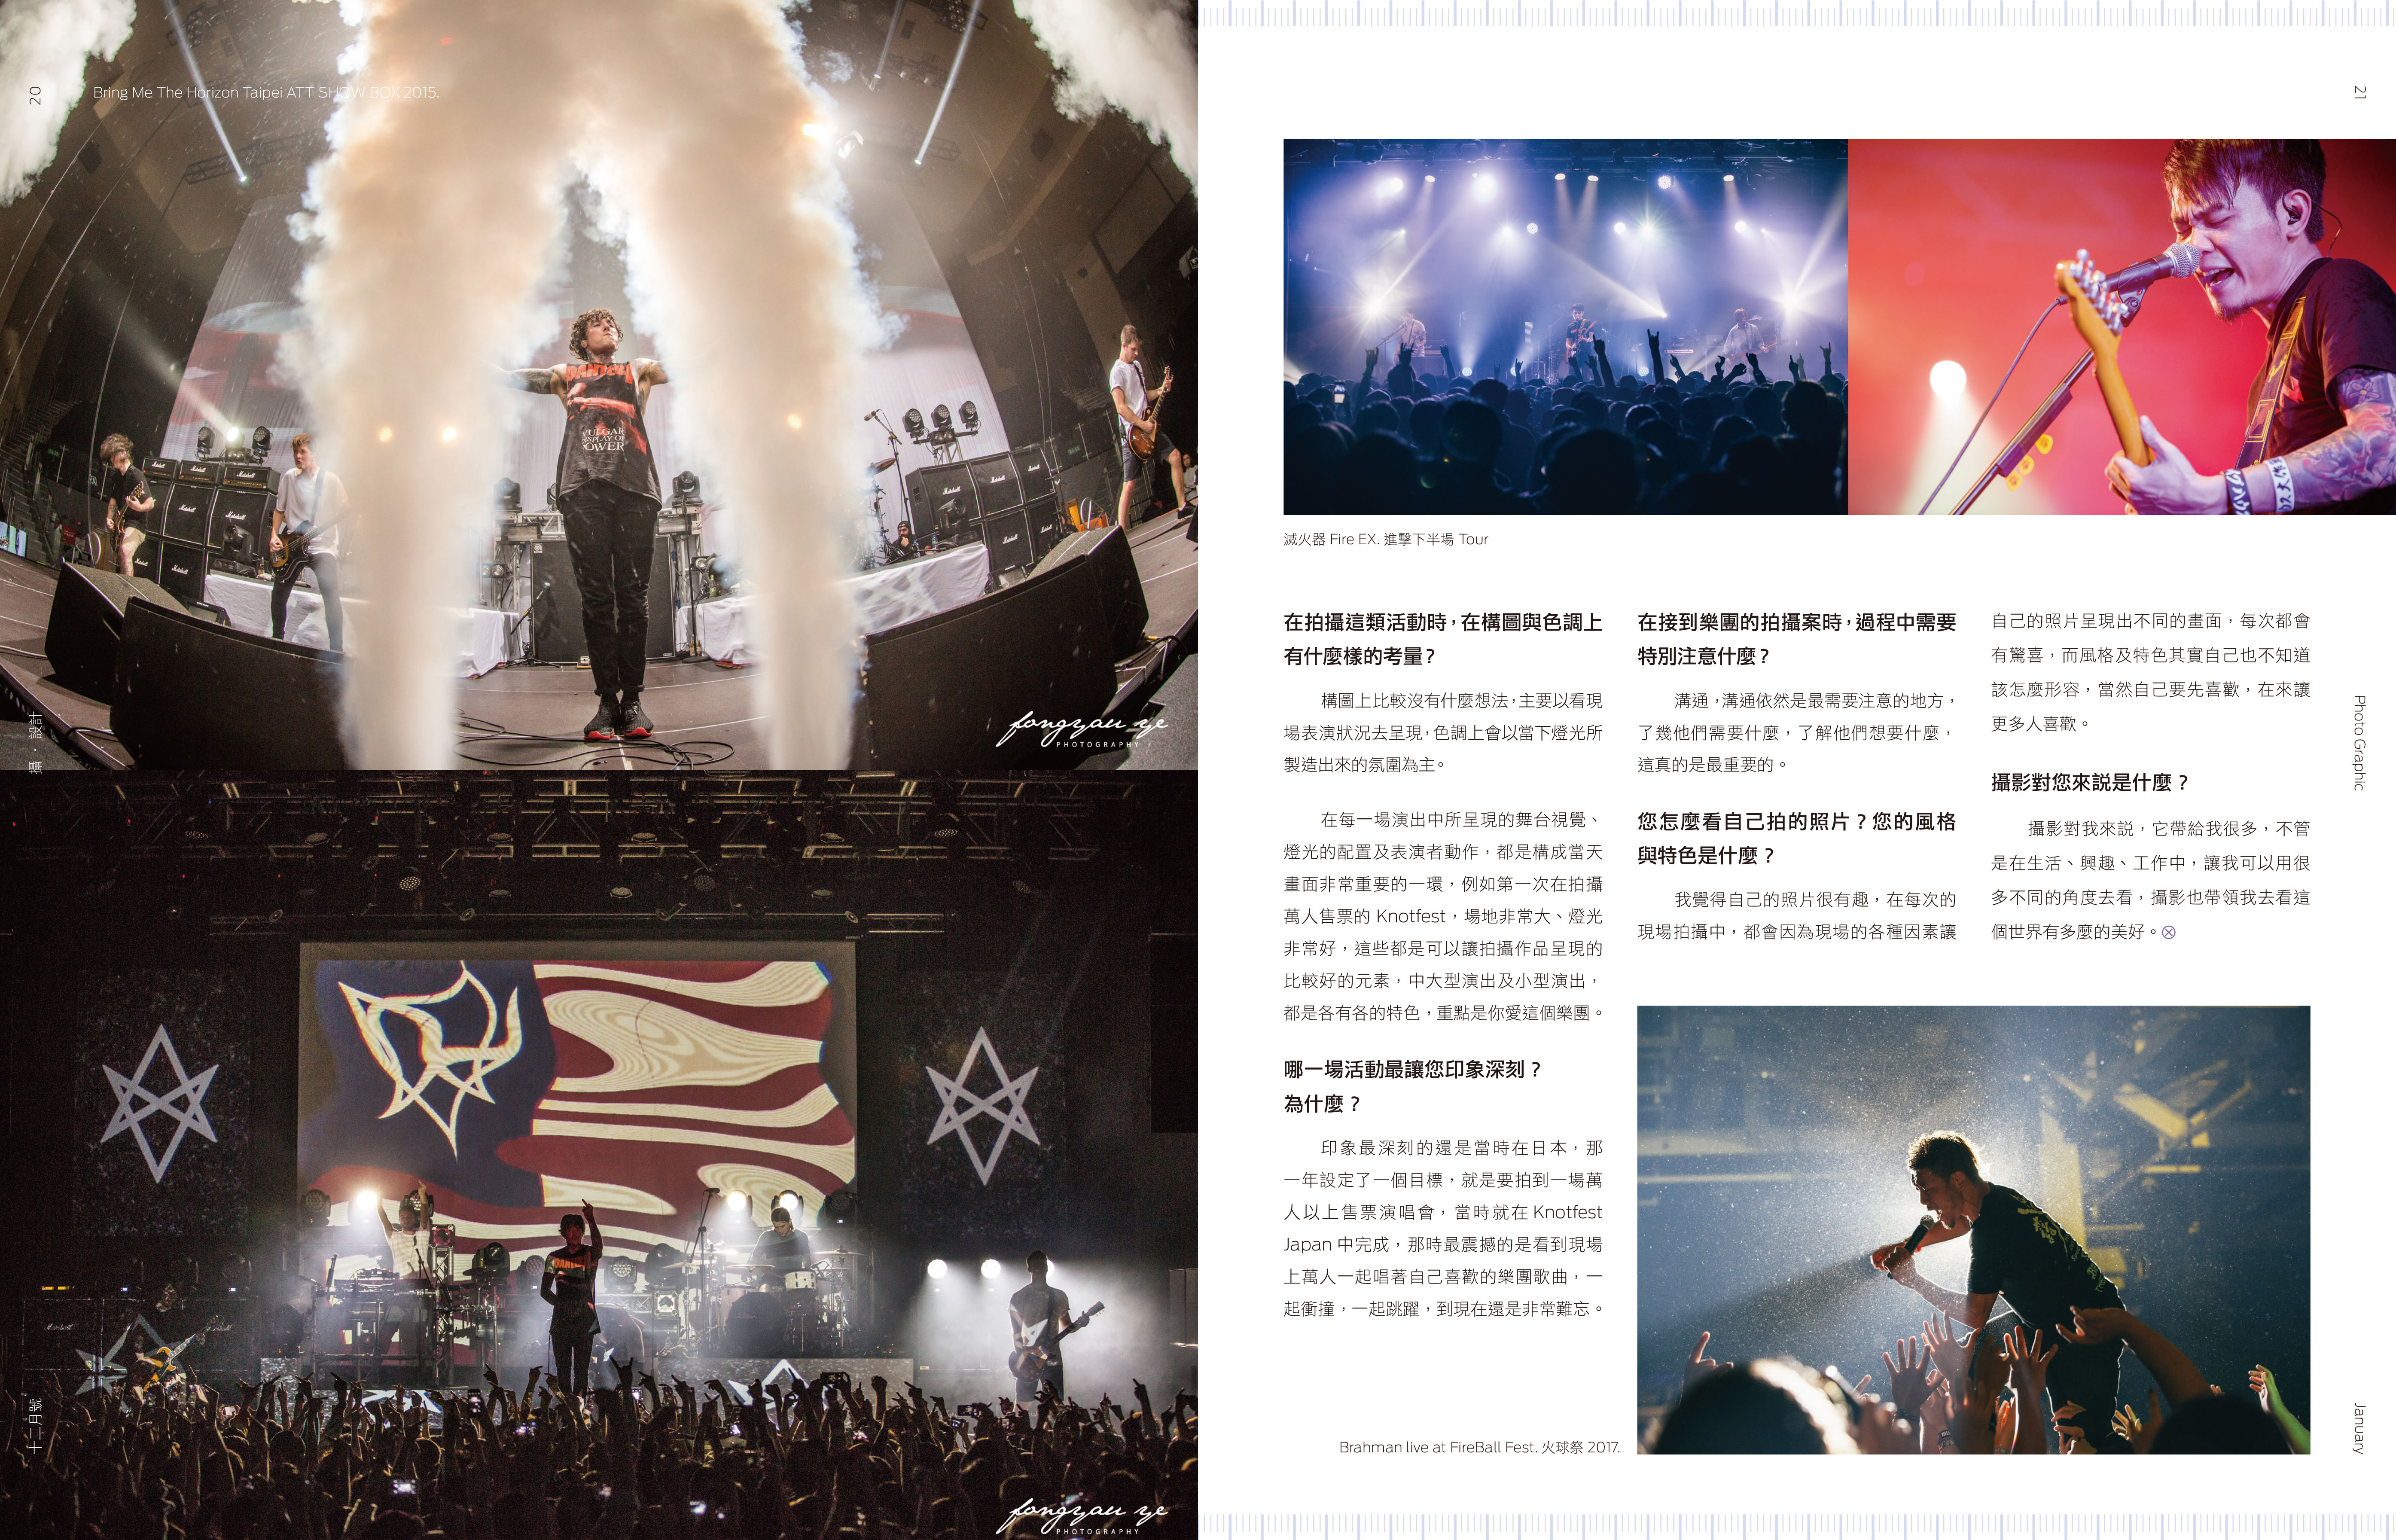 20
Bring Me The Horizon Taipei ATT SHOW BOX 2015.
PANTERA
VULGAR
DISPLAY OF
POWER
Marshall
Marshall
Marshall
Marshall
Marshall
Marshall
Marshall
fongyau ye
PHOTOGRAPHY
攝・設計
十二月號
fongyau ye
PHOTOGRAPHY
21
滅火器 Fire EX. 進擊下半場 Tour
在拍攝這類活動時，在構圖與色調上
有什麼樣的考量？
構圖上比較沒有什麼想法，主要以看現
場表演狀況去呈現，色調上會以當下燈光所
製造出來的氛圍為主。
在每一場演出中所呈現的舞台視覺、
燈光的配置及表演者動作，都是構成當天
畫面非常重要的一環，例如第一次在拍攝
萬人售票的 Knotfest，場地非常大、燈光
非常好，這些都是可以讓拍攝作品呈現的
比較好的元素，中大型演出及小型演出，
都是各有各的特色，重點是你愛這個樂團。
哪一場活動最讓您印象深刻？
為什麼？
印象最深刻的還是當時在日本，那
一年設定了一個目標，就是要拍到一場萬
人以上售票演唱會，當時就在 Knotfest
Japan 中完成，那時最震撼的是看到現場
上萬人一起唱著自己喜歡的樂團歌曲，一
起衝撞，一起跳躍，到現在還是非常難忘。
在接到樂團的拍攝案時，過程中需要
特別注意什麼？
溝通，溝通依然是最需要注意的地方，
了幾他們需要什麼，了解他們想要什麼，
這真的是最重要的。
您怎麼看自己拍的照片？您的風格
與特色是什麼？
我覺得自己的照片很有趣，在每次的
現場拍攝中，都會因為現場的各種因素讓
自己的照片呈現出不同的畫面，每次都會
有驚喜，而風格及特色其實自己也不知道
該怎麼形容，當然自己要先喜歡，在來讓
更多人喜歡。
攝影對您來説是什麼？
攝影對我來説，它帶給我很多，不管
是在生活、興趣、工作中，讓我可以用很
多不同的角度去看，攝影也帶領我去看這
個世界有多麼的美好。
Brahman live at FireBall Fest. 火球祭 2017.
Photo Graphic
January